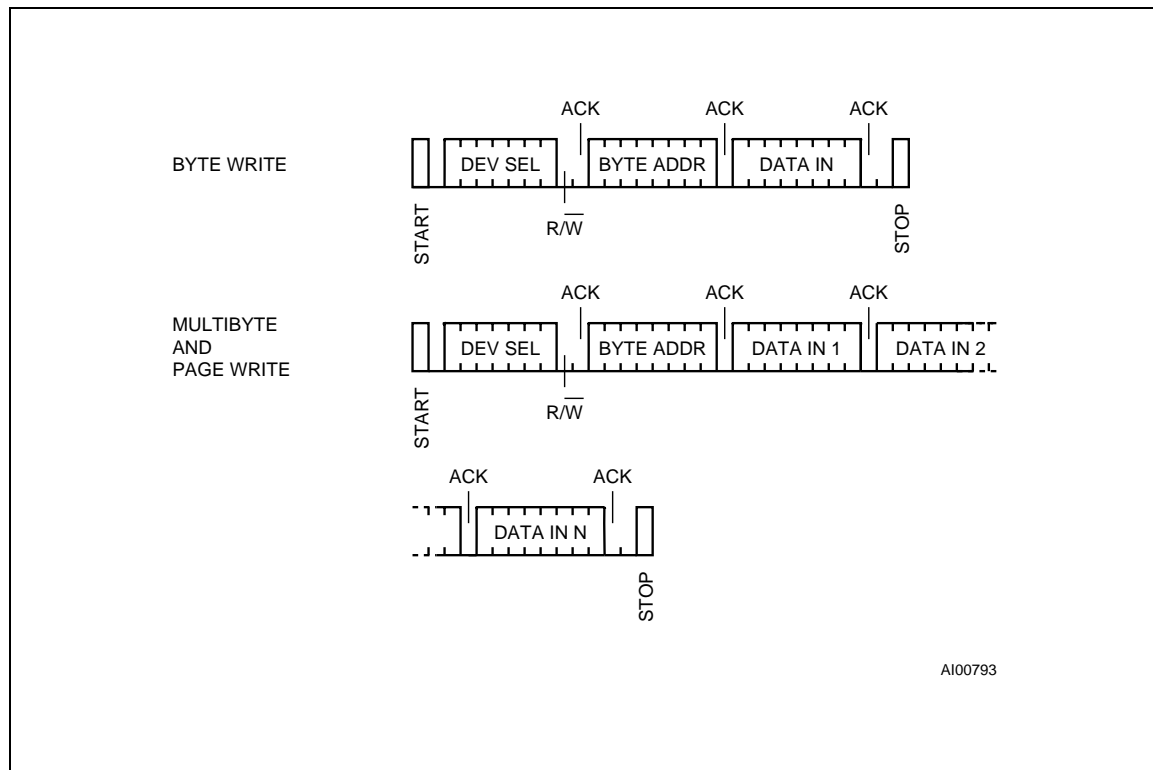 ACK ACK ACK
BYTE WRITE DEV SEL BYTE ADDR DATA IN
R/W̅
START STOP
ACK ACK ACK
MULTIBYTE
AND
PAGE WRITE
DEV SEL BYTE ADDR DATA IN 1 DATA IN 2
R/W̅
START
ACK ACK
DATA IN N
STOP
AI00793